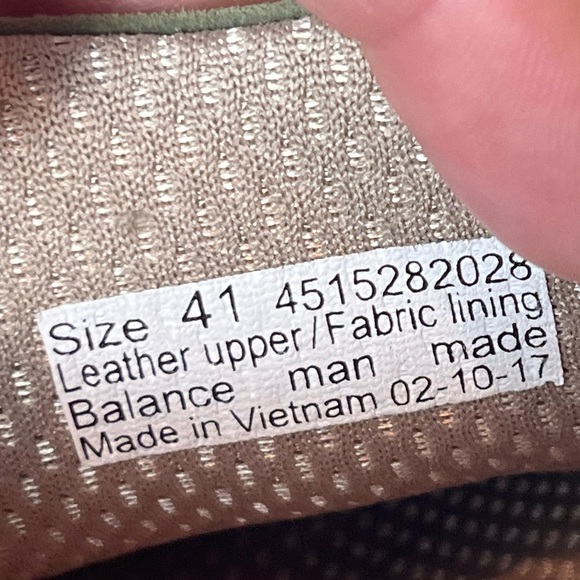 Size 41 4515282028
Leather upper/Fabric lining
Balance man made
Made in Vietnam 02-10-17